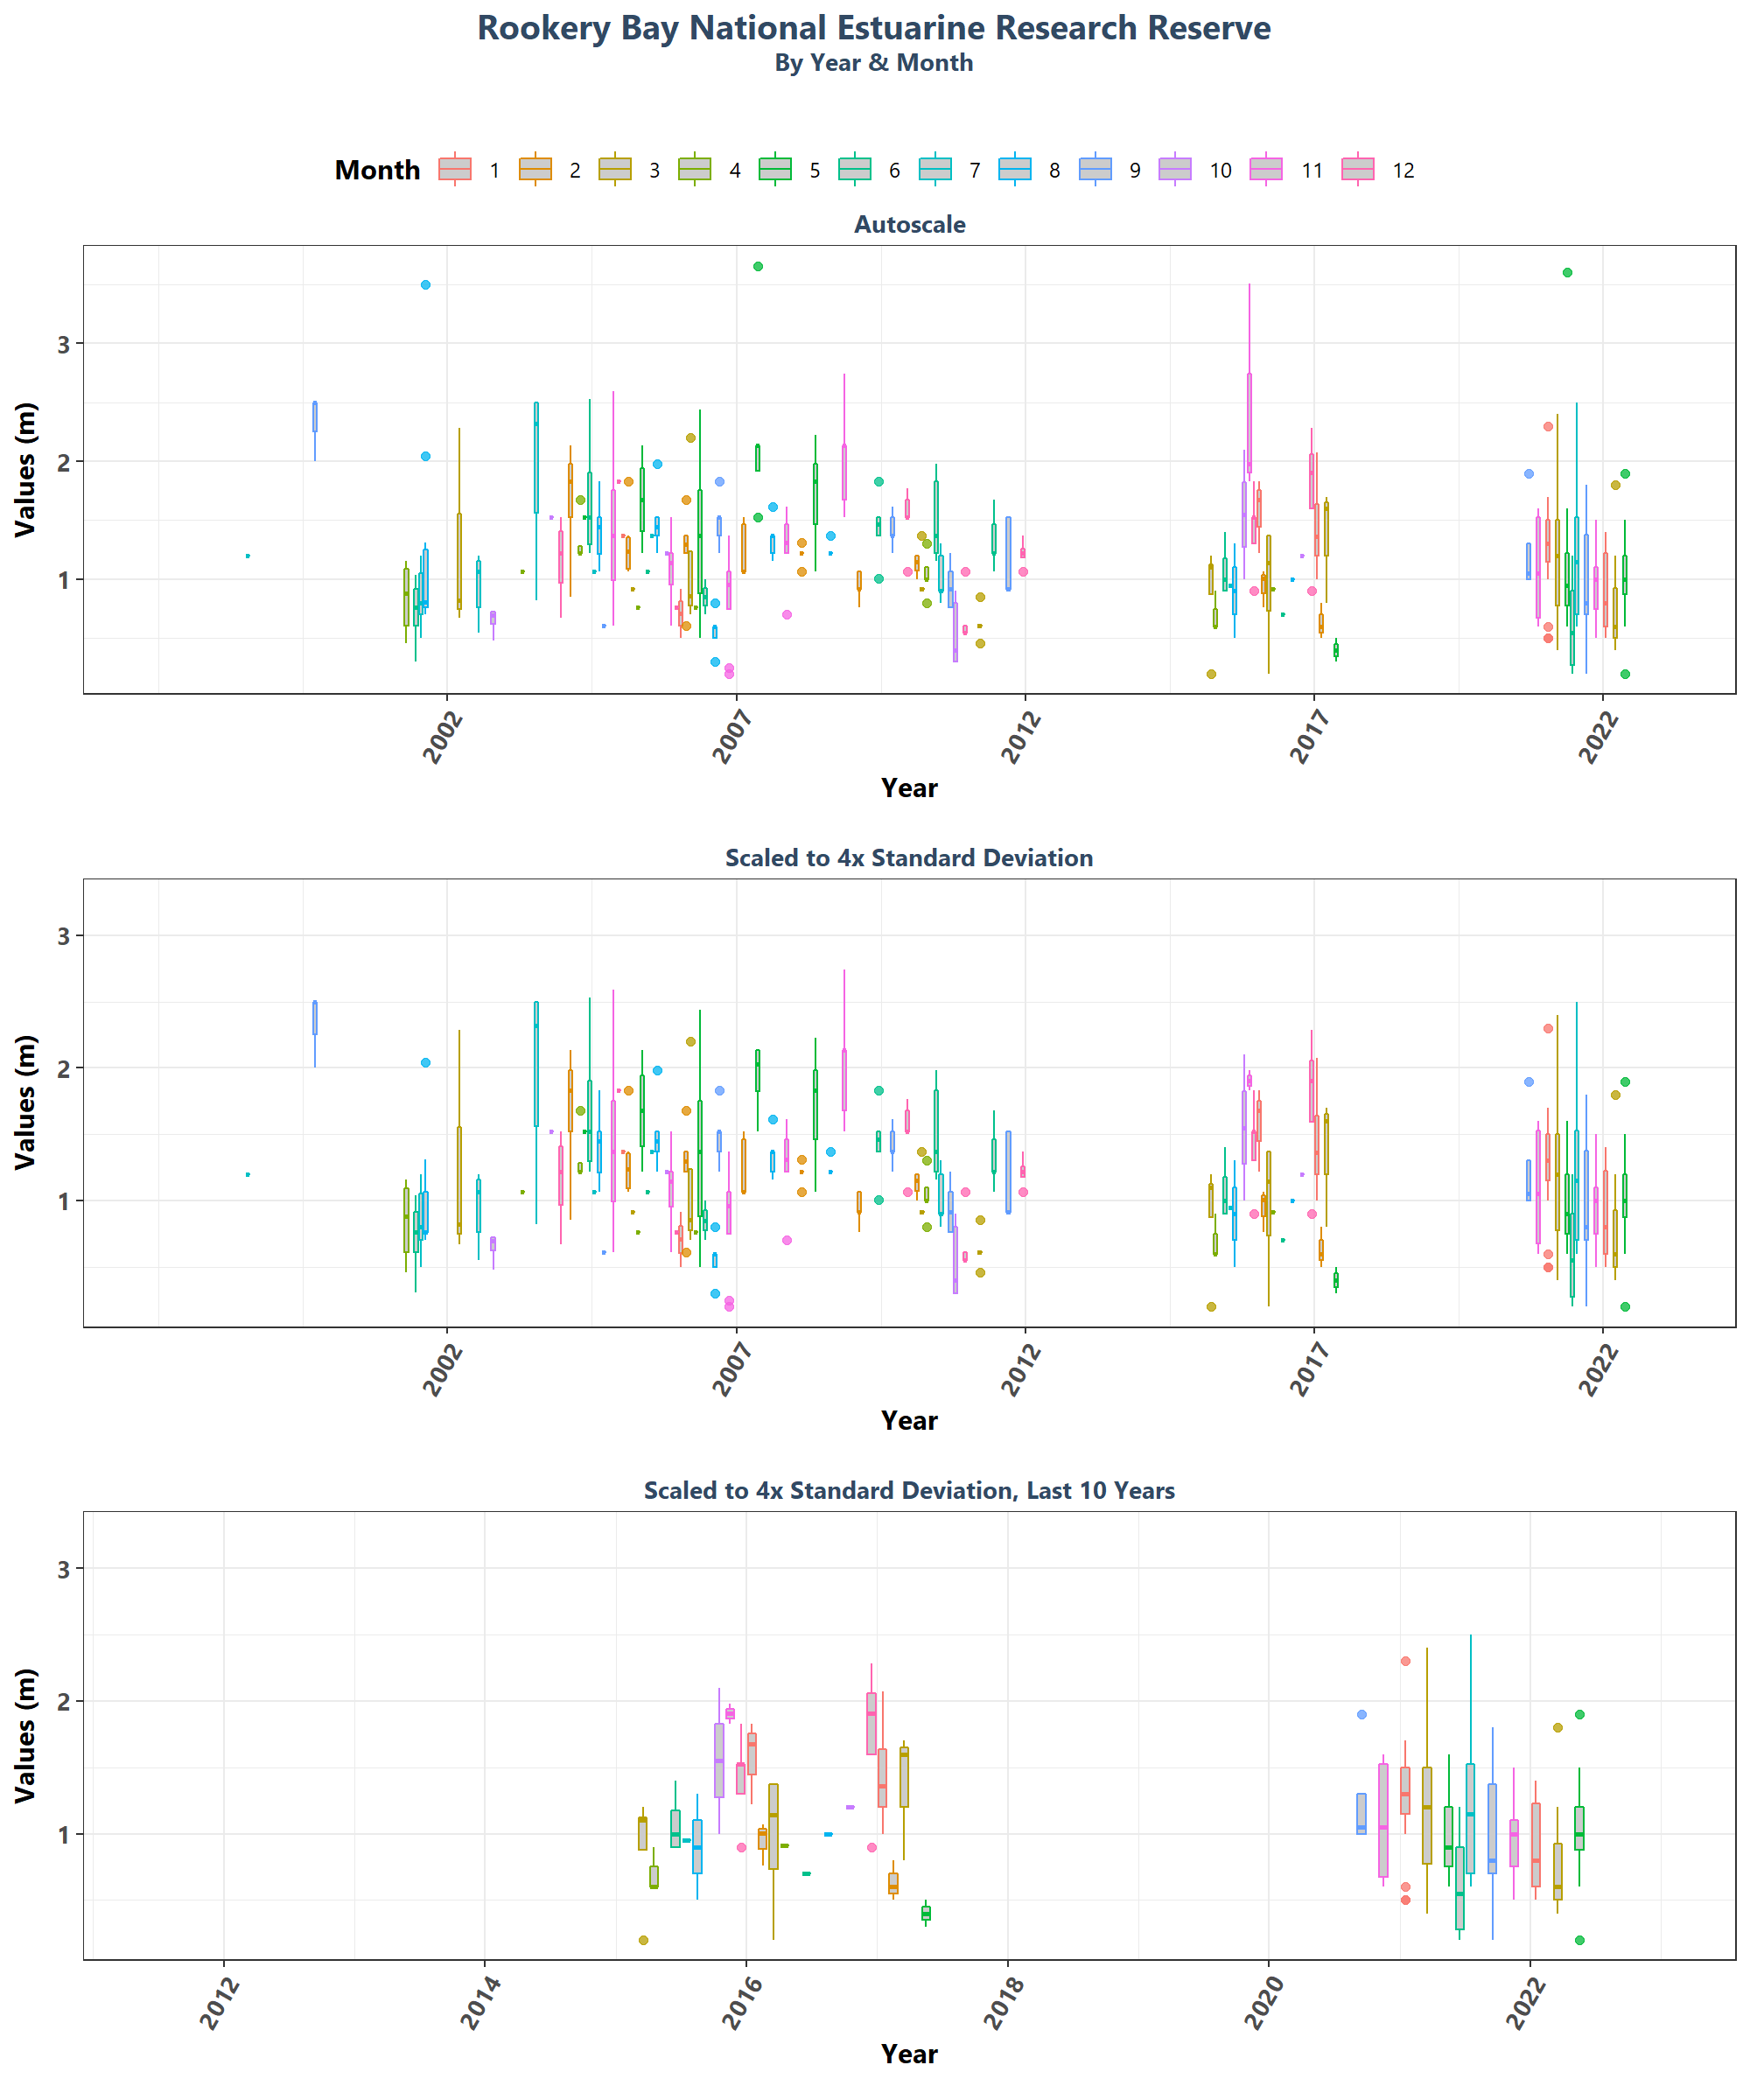 Rookery Bay National Estuarine Research Reserve
By Year & Month
Month 1 2 3 4 5 6 7 8 9 10 11 12
Autoscale
Values (m)
3
2
1
2002 2007 2012 2017 2022
Year
Scaled to 4x Standard Deviation
Values (m)
3
2
1
2002 2007 2012 2017 2022
Year
Scaled to 4x Standard Deviation, Last 10 Years
Values (m)
3
2
1
2012 2014 2016 2018 2020 2022
Year